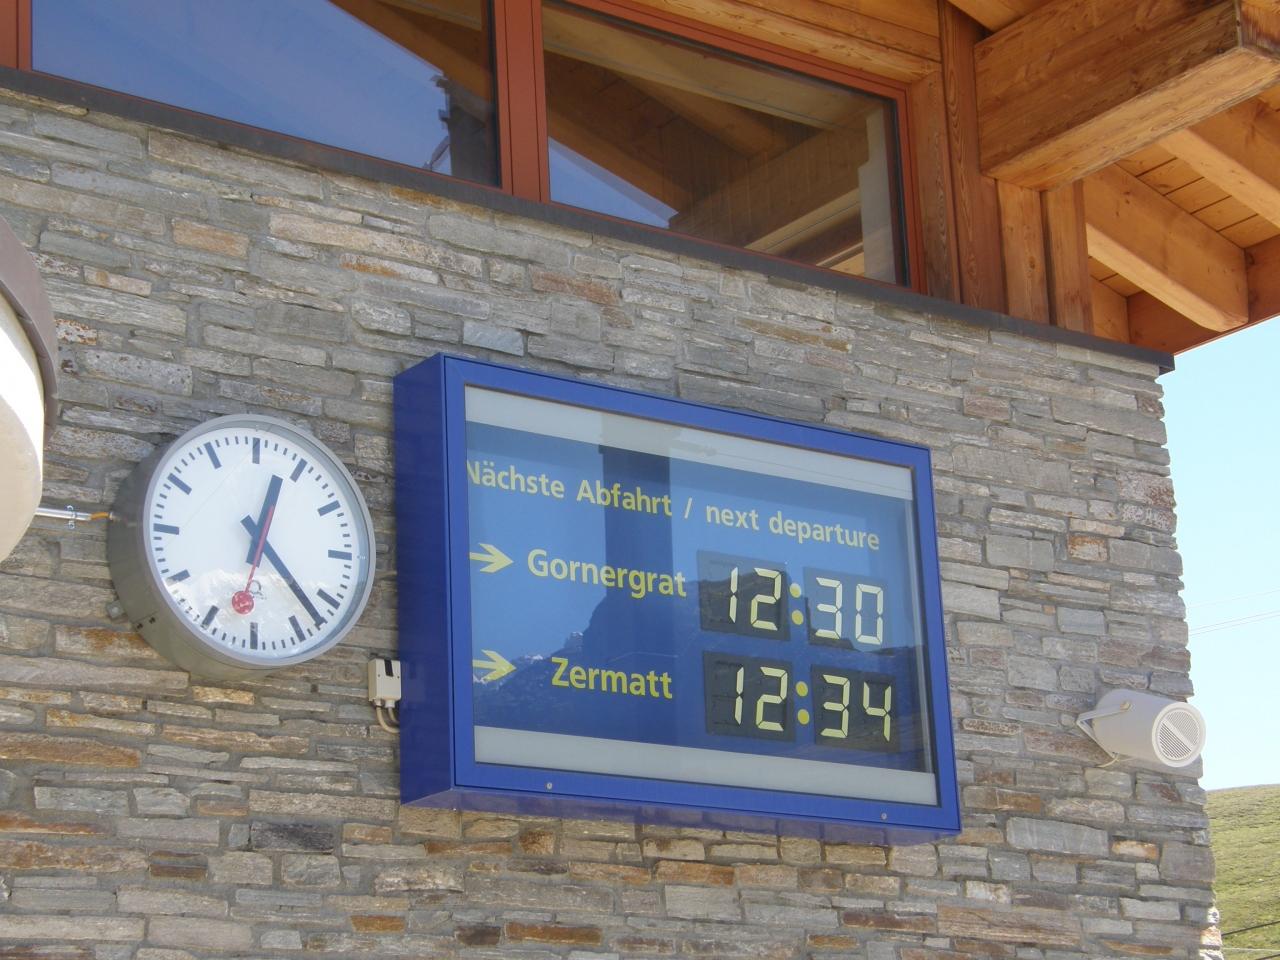 Nächste Abfahrt / next departure
Gornergrat 12:30
Zermatt 12:34